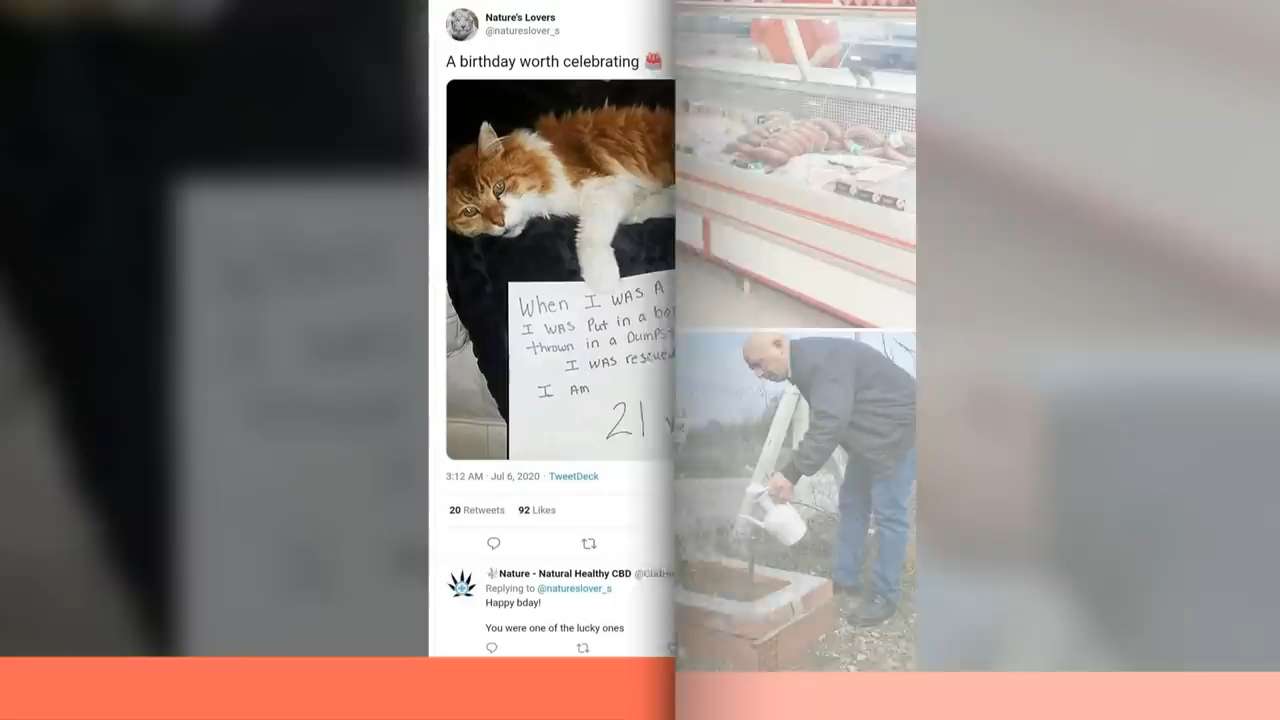 Nature's Lovers
@natureslover_s
A birthday worth celebrating
When I WAS A
I WAS Put in a
thrown in a
I WAS
I Am
21
3:12 AM · Jul 6, 2020 · TweetDeck
20 Retweets 92 Likes
Nature - Natural Healthy CBD
Replying to @natureslover_s
Happy bday!
You were one of the lucky ones